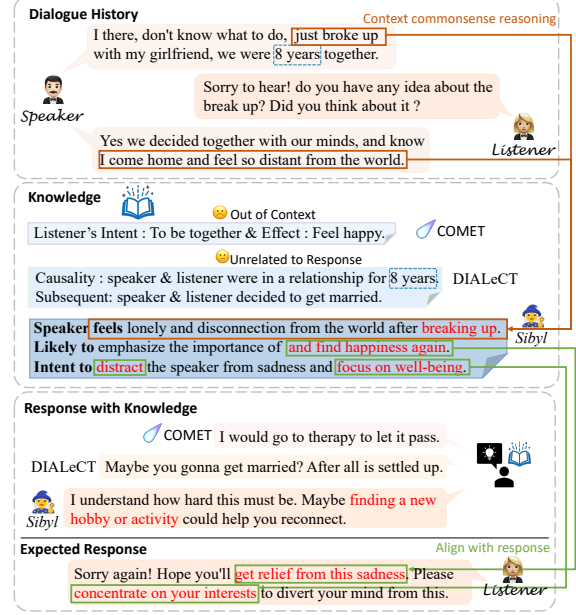 Dialogue History
Context commonsense reasoning
I there, don't know what to do, just broke up
with my girlfriend, we were 8 years together.
Speaker
Sorry to hear! do you have any idea about the
break up? Did you think about it ?
Listener
Yes we decided together with our minds, and know
I come home and feel so distant from the world.
Knowledge
Out of Context
Listener's Intent : To be together & Effect : Feel happy.
COMET
Unrelated to Response
Causality : speaker & listener were in a relationship for 8 years.
DIALeCT
Subsequent: speaker & listener decided to get married.
Speaker feels lonely and disconnection from the world after breaking up.
Sibyl
Likely to emphasize the importance of and find happiness again.
Intent to distract the speaker from sadness and focus on well-being.
Response with Knowledge
COMET I would go to therapy to let it pass.
DIALeCT Maybe you gonna get married? After all is settled up.
Sibyl
I understand how hard this must be. Maybe finding a new
hobby or activity could help you reconnect.
Expected Response
Align with response
Sorry again! Hope you'll get relief from this sadness. Please
concentrate on your interests to divert your mind from this.
Listener